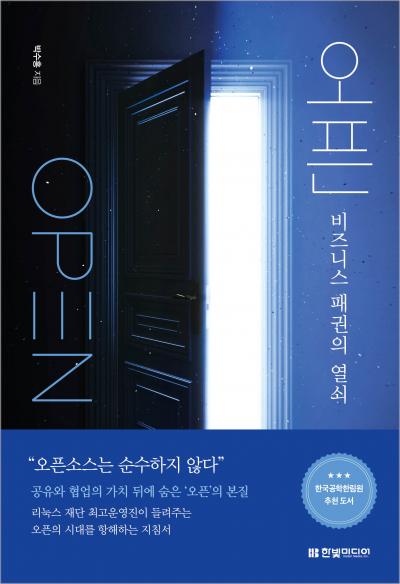 박수홍 지음
오픈
OPEN
비즈니스 패권의 열쇠
“오픈소스는 순수하지 않다”
공유와 협업의 가치 뒤에 숨은 ‘오픈’의 본질
리눅스 재단 최고운영진이 들려주는
오픈의 시대를 항해하는 지침서
★★★
한국공학한림원
추천 도서
한빛미디어
Hanbit Media, Inc.